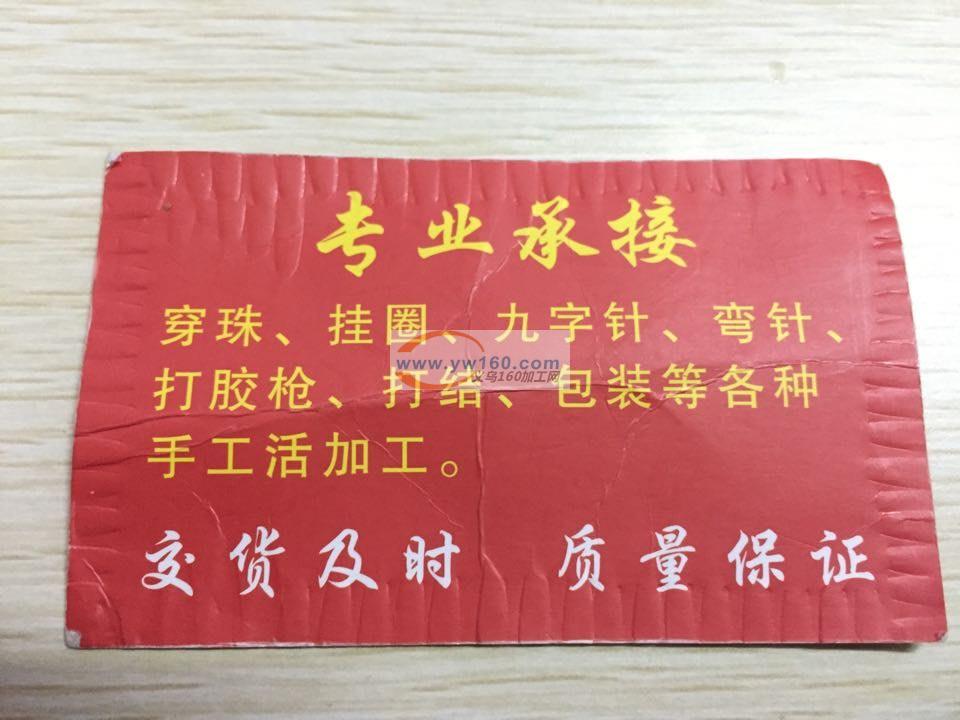 专业承接
穿珠、挂圈、九字针、弯针、
www.yw160.com
义乌160加工网
打胶枪、打结、包装等各种
手工活加工。
交货及时 质量保证